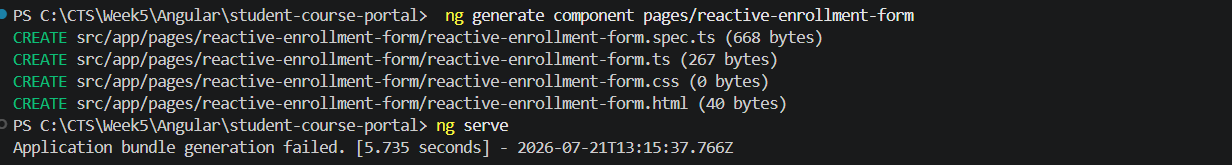 PS C:\CTS\Week5\Angular\student-course-portal>  ng generate component pages/reactive-enrollment-form
CREATE src/app/pages/reactive-enrollment-form/reactive-enrollment-form.spec.ts (668 bytes)
CREATE src/app/pages/reactive-enrollment-form/reactive-enrollment-form.ts (267 bytes)
CREATE src/app/pages/reactive-enrollment-form/reactive-enrollment-form.css (0 bytes)
CREATE src/app/pages/reactive-enrollment-form/reactive-enrollment-form.html (40 bytes)
PS C:\CTS\Week5\Angular\student-course-portal> ng serve
Application bundle generation failed. [5.735 seconds] - 2026-07-21T13:15:37.766Z